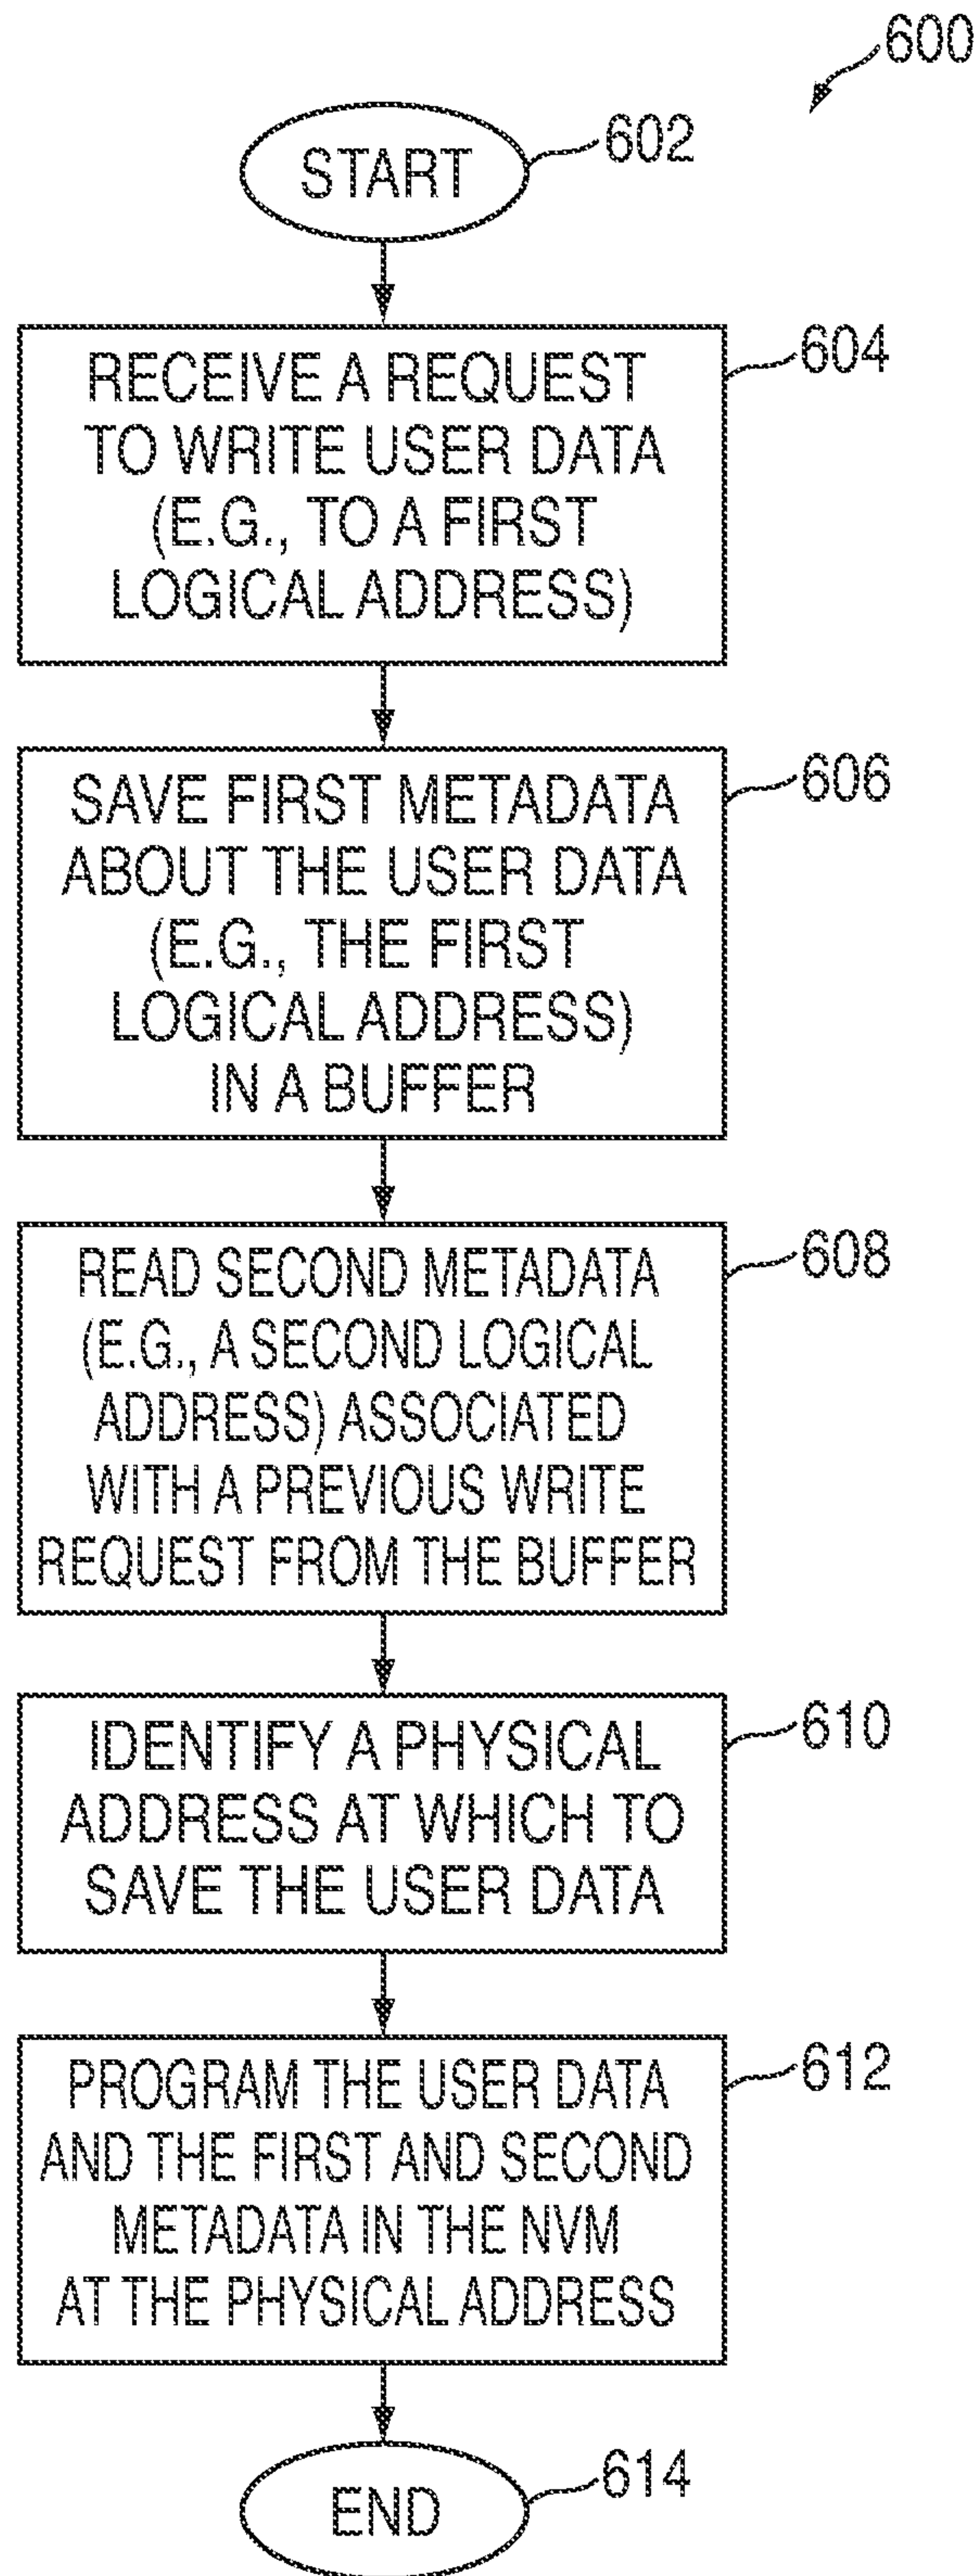 600
START
602
RECEIVE A REQUEST
TO WRITE USER DATA
(E.G., TO A FIRST
LOGICAL ADDRESS)
604
SAVE FIRST METADATA
ABOUT THE USER DATA
(E.G., THE FIRST
LOGICAL ADDRESS)
IN A BUFFER
606
READ SECOND METADATA
(E.G., A SECOND LOGICAL
ADDRESS) ASSOCIATED
WITH A PREVIOUS WRITE
REQUEST FROM THE BUFFER
608
IDENTIFY A PHYSICAL
ADDRESS AT WHICH TO
SAVE THE USER DATA
610
PROGRAM THE USER DATA
AND THE FIRST AND SECOND
METADATA IN THE NVM
AT THE PHYSICAL ADDRESS
612
END
614